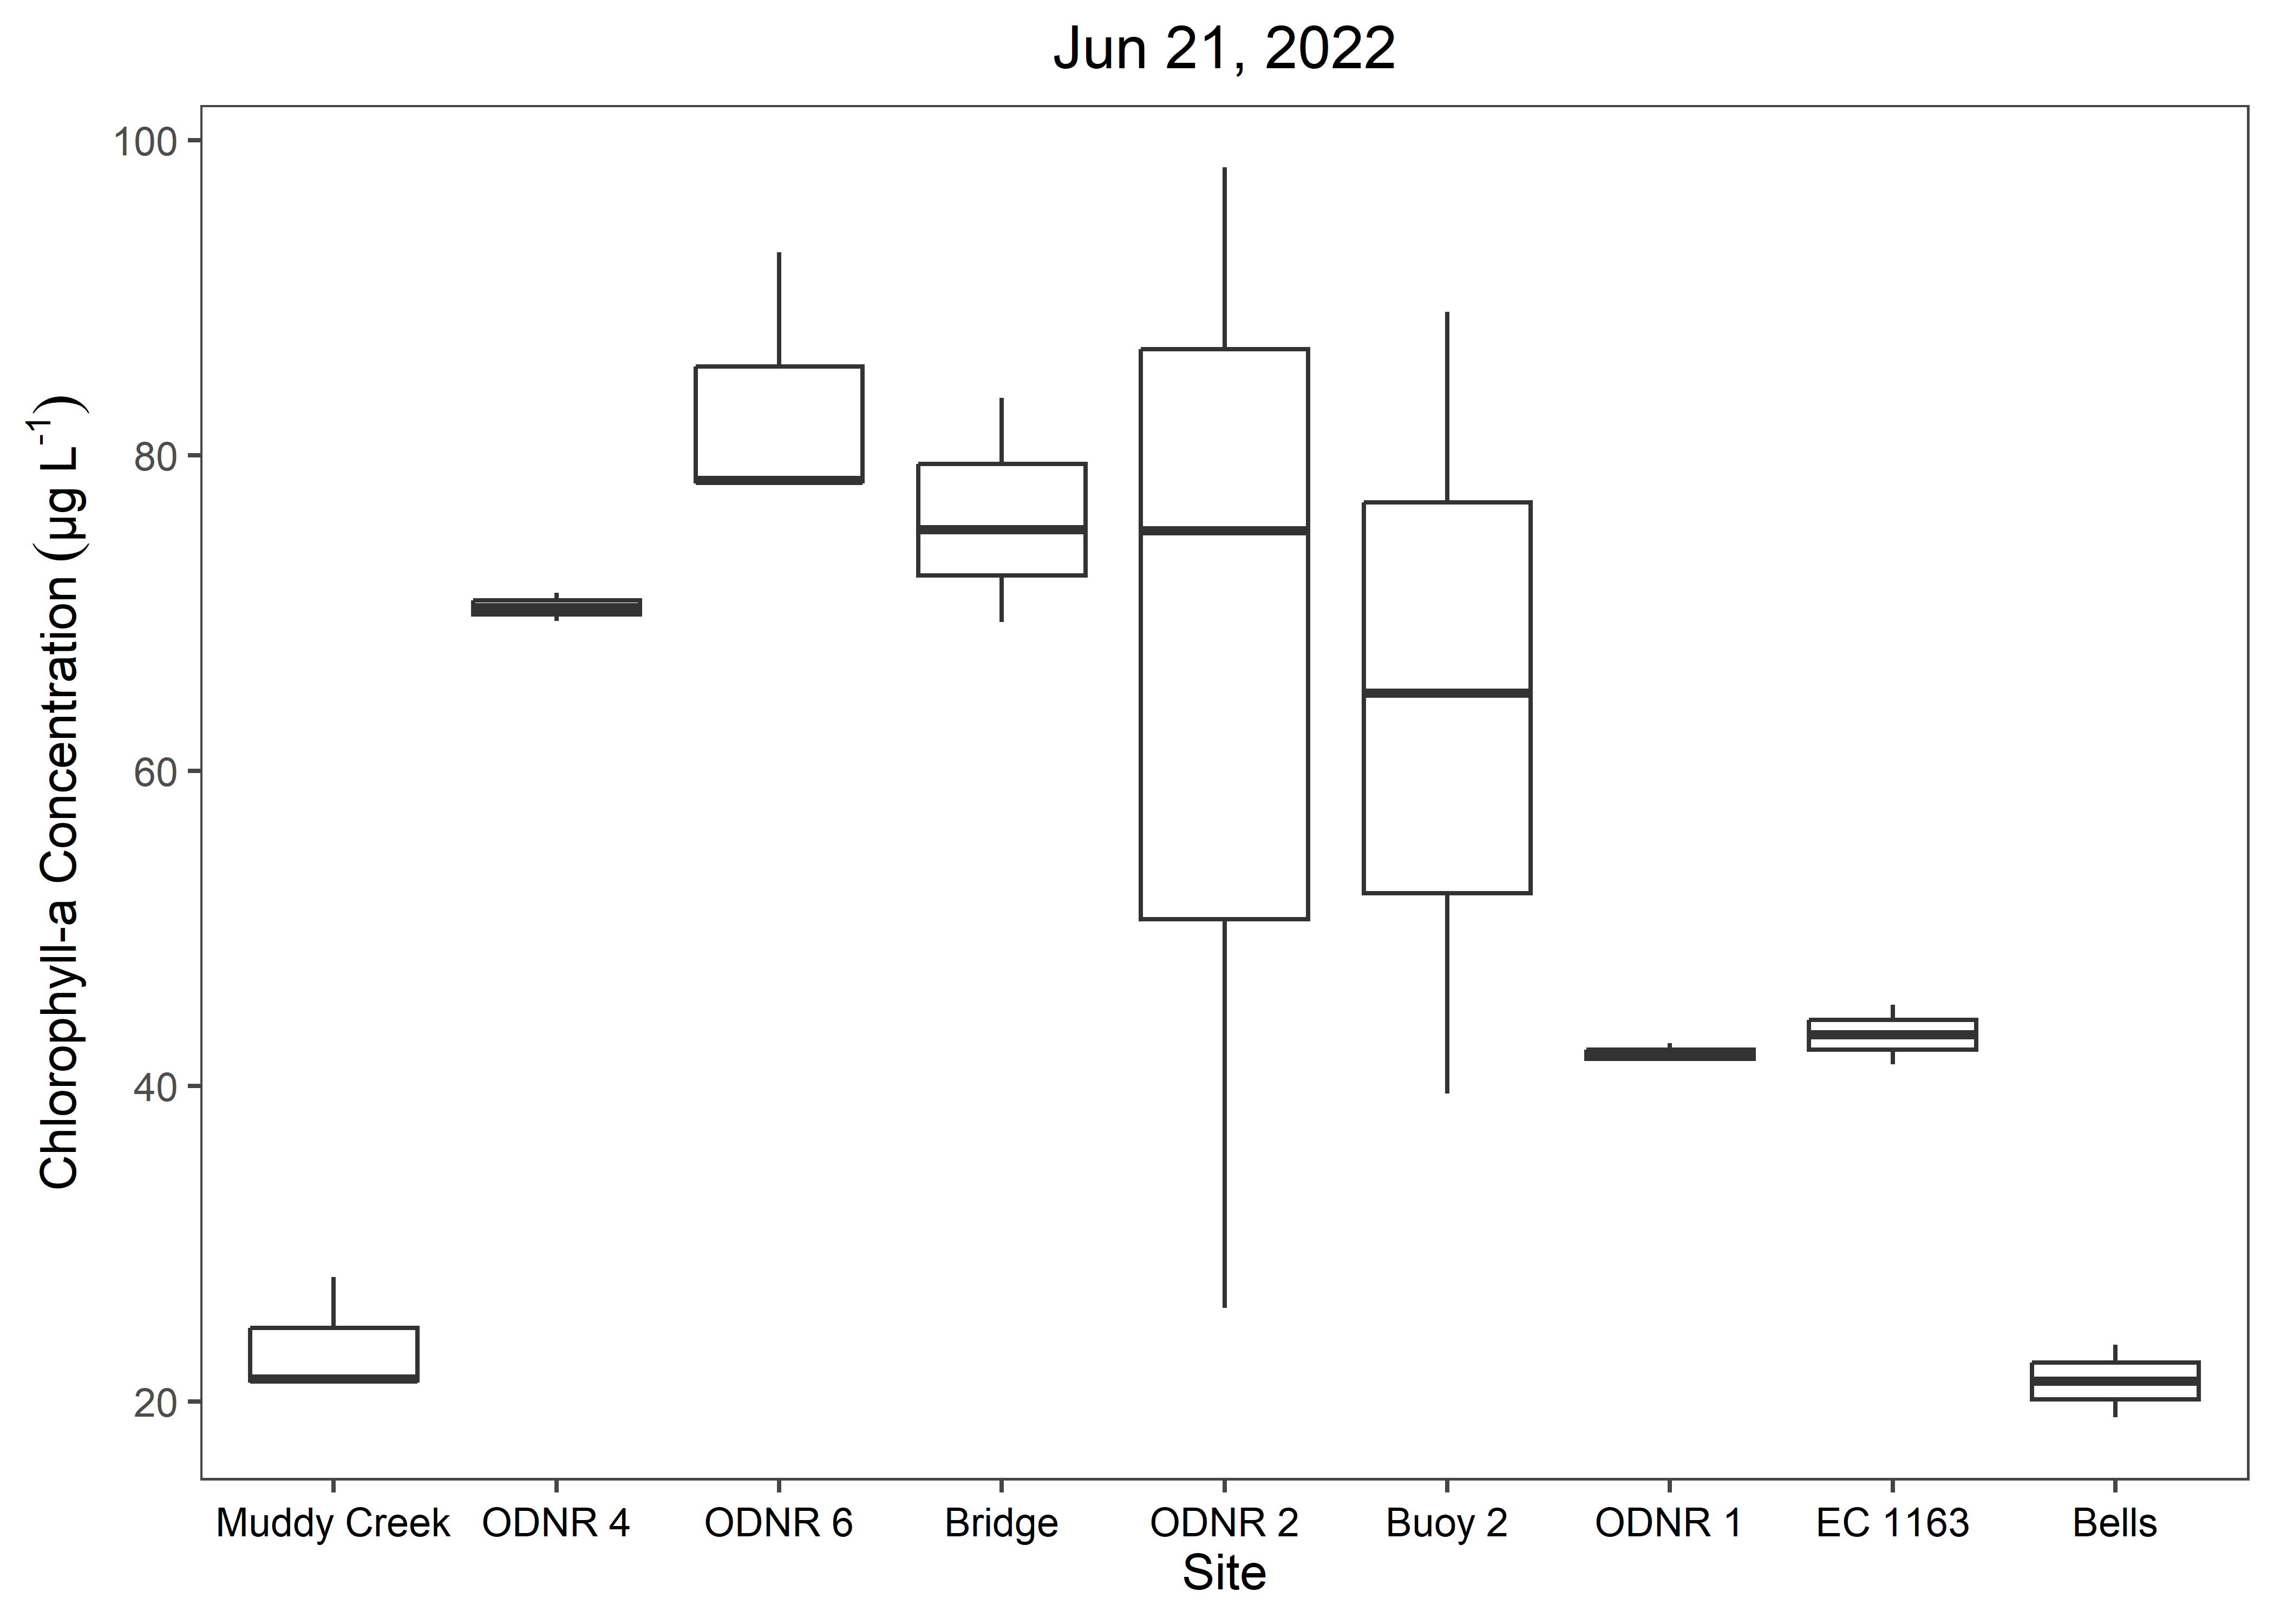 Jun 21, 2022
Chlorophyll-a Concentration (µg L⁻¹)
100
80
60
40
20
Muddy Creek ODNR 4 ODNR 6 Bridge ODNR 2 Buoy 2 ODNR 1 EC 1163 Bells
Site